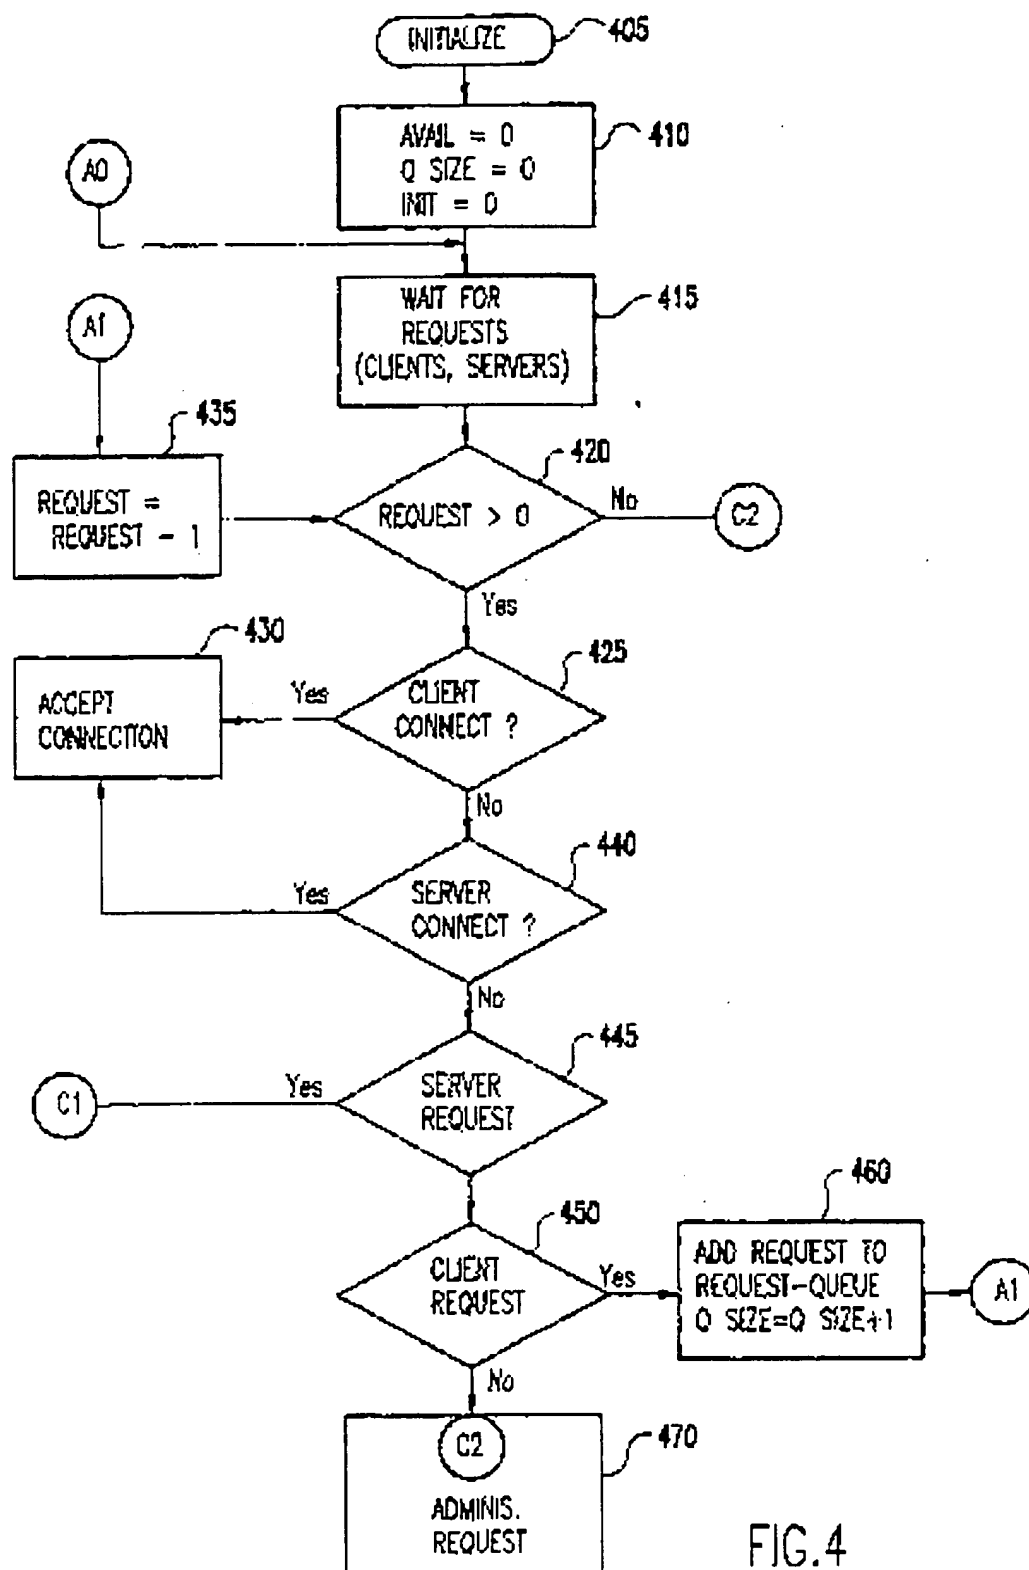 INITIALIZE
405
AVAIL = 0
Q SIZE = 0
INIT = 0
410
A0
WAIT FOR
REQUESTS
(CLIENTS, SERVERS)
415
A1
435
REQUEST =
REQUEST - 1
420
REQUEST > 0
No
C2
Yes
430
ACCEPT
CONNECTION
Yes
425
CLIENT
CONNECT ?
No
440
Yes
SERVER
CONNECT ?
No
445
C1
Yes
SERVER
REQUEST
450
CLIENT
REQUEST
Yes
460
ADD REQUEST TO
REQUEST-QUEUE
Q SIZE=Q SIZE+1
A1
No
C2
470
ADMINIS.
REQUEST
FIG.4